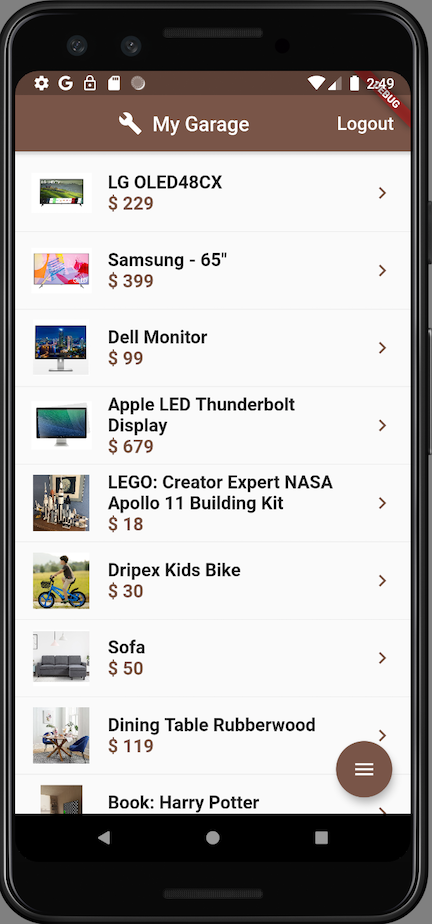 2:49
DEBUG
My Garage
Logout
LG OLED48CX
$ 229
Samsung - 65"
$ 399
Dell Monitor
$ 99
Apple LED Thunderbolt
Display
$ 679
LEGO: Creator Expert NASA
Apollo 11 Building Kit
$ 18
Dripex Kids Bike
$ 30
Sofa
$ 50
Dining Table Rubberwood
$ 119
Book: Harry Potter